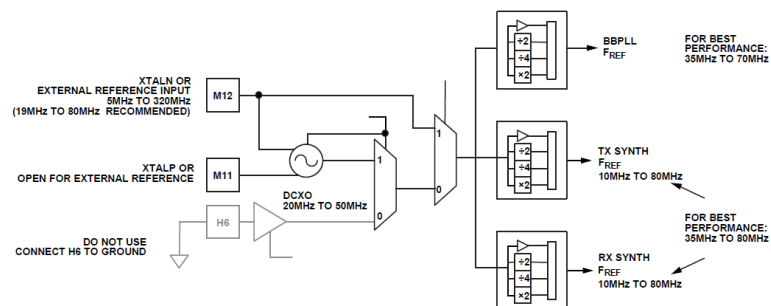 XTALN OR
EXTERNAL REFERENCE INPUT
5MHz TO 320MHz
(19MHz TO 80MHz RECOMMENDED)
M12
XTALP OR
OPEN FOR EXTERNAL REFERENCE
M11
DO NOT USE
CONNECT H6 TO GROUND
H6
DCXO
20MHz TO 50MHz
1
0
1
0
÷2
÷4
×2
BBPLL
FREF
FOR BEST
PERFORMANCE:
35MHz TO 70MHz
÷2
÷4
×2
TX SYNTH
FREF
10MHz TO 80MHz
FOR BEST
PERFORMANCE:
35MHz TO 80MHz
÷2
÷4
×2
RX SYNTH
FREF
10MHz TO 80MHz